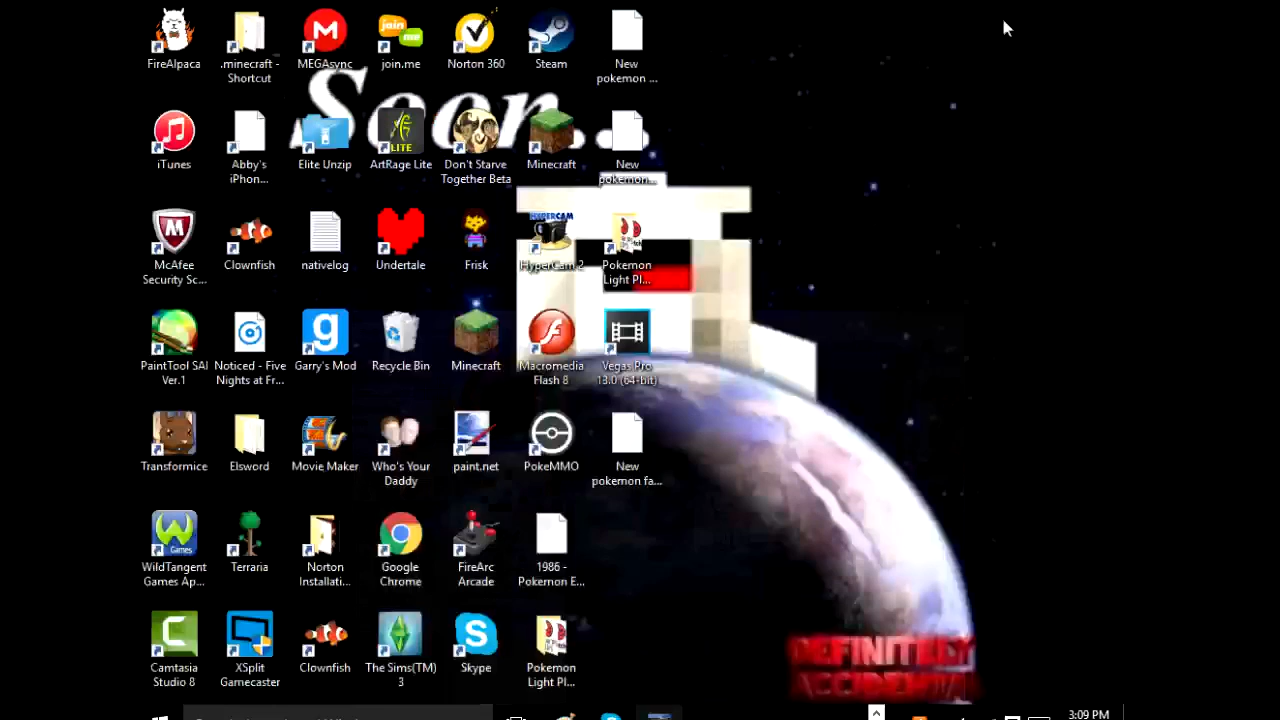 FireAlpaca
.minecraft -
Shortcut
MEGAsync
join.me
Norton 360
Steam
New
pokemon ...
Soon...
iTunes
Abby's
iPhon...
Elite Unzip
ArtRage Lite
Don't Starve
Together Beta
Minecraft
New
pokemon...
McAfee
Security Sc...
Clownfish
nativelog
Undertale
Frisk
HyperCam 2
Pokemon
Light Pl...
PaintTool SAI
Ver.1
Noticed - Five
Nights at Fr...
Garry's Mod
Recycle Bin
Minecraft
Macromedia
Flash 8
Vegas Pro
13.0 (64-bit)
Transformice
Elsword
Movie Maker
Who's Your
Daddy
paint.net
PokeMMO
New
pokemon fa...
WildTangent
Games Ap...
Terraria
Norton
Installati...
Google
Chrome
FireArc
Arcade
1986 -
Pokemon E...
Camtasia
Studio 8
XSplit
Gamecaster
Clownfish
The Sims(TM)
3
Skype
Pokemon
Light Pl...
DEFINITELY
3:09 PM